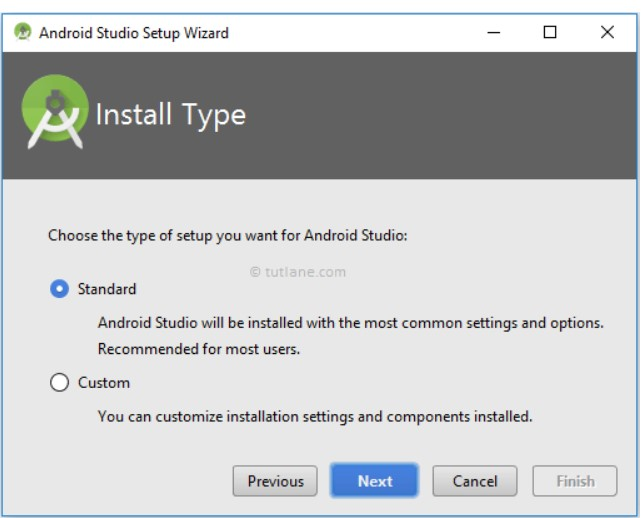 Android Studio Setup Wizard
Install Type
Choose the type of setup you want for Android Studio:
© tutlane.com
Standard
Android Studio will be installed with the most common settings and options.
Recommended for most users.
Custom
You can customize installation settings and components installed.
Previous Next Cancel Finish